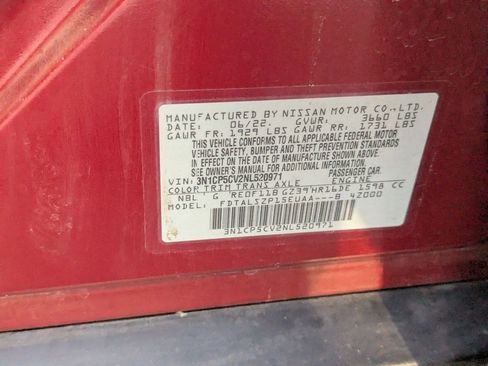 MANUFACTURED BY NISSAN MOTOR CO., LTD.
DATE: 06/22. GVWR: 3660 LBS
GAWR FR: 1929 LBS GAWR RR: 1731 LBS
THIS VEHICLE CONFORMS TO ALL APPLICABLE FEDERAL MOTOR
VEHICLE SAFETY, BUMPER AND THEFT PREVENTION STANDARDS
IN EFFECT ON THE DATE OF MANUFACTURE SHOWN ABOVE.
SEE OWNER'S MANUAL FOR ADDITIONAL INFORMATION.
VIN: 3N1CP5CV2NL520971 PASSENGER CAR
COLOR TRIM TRANS AXLE ENGINE
NBL G RE0F11B GZ39 HR16DE 1598 CC
FDTALSZP15EUAA---B 4Z000
3N1CP5CV2NL520971